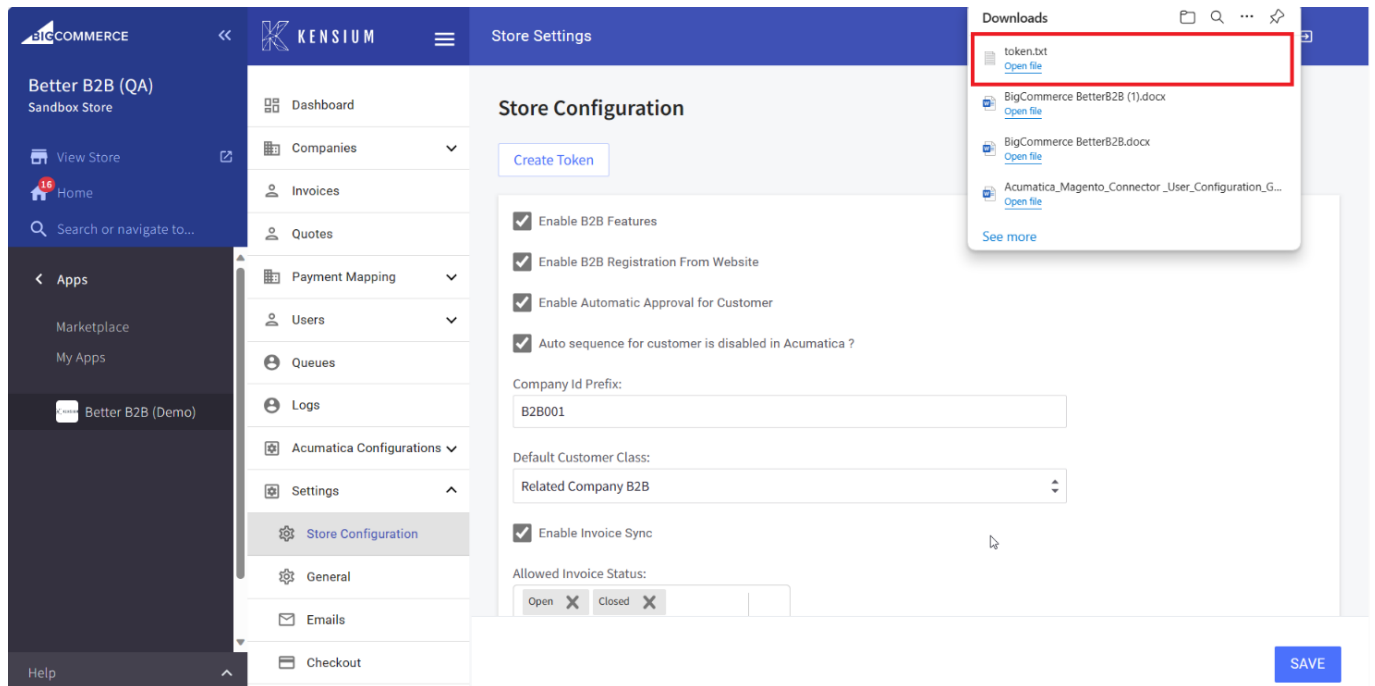 BIGCOMMERCE
Better B2B (QA)
Sandbox Store
View Store
16
Home
Search or navigate to...
Apps
Marketplace
My Apps
Better B2B (Demo)
Help
KENSIUM
Dashboard
Companies
Invoices
Quotes
Payment Mapping
Users
Queues
Logs
Acumatica Configurations
Settings
Store Configuration
General
Emails
Checkout
Store Settings
Store Configuration
Create Token
Enable B2B Features
Enable B2B Registration From Website
Enable Automatic Approval for Customer
Auto sequence for customer is disabled in Acumatica ?
Company Id Prefix:
B2B001
Default Customer Class:
Related Company B2B
Enable Invoice Sync
Allowed Invoice Status:
Open
Closed
SAVE
Downloads
token.txt
Open file
BigCommerce BetterB2B (1).docx
Open file
BigCommerce BetterB2B.docx
Open file
Acumatica_Magento_Connector _User_Configuration_G...
Open file
See more